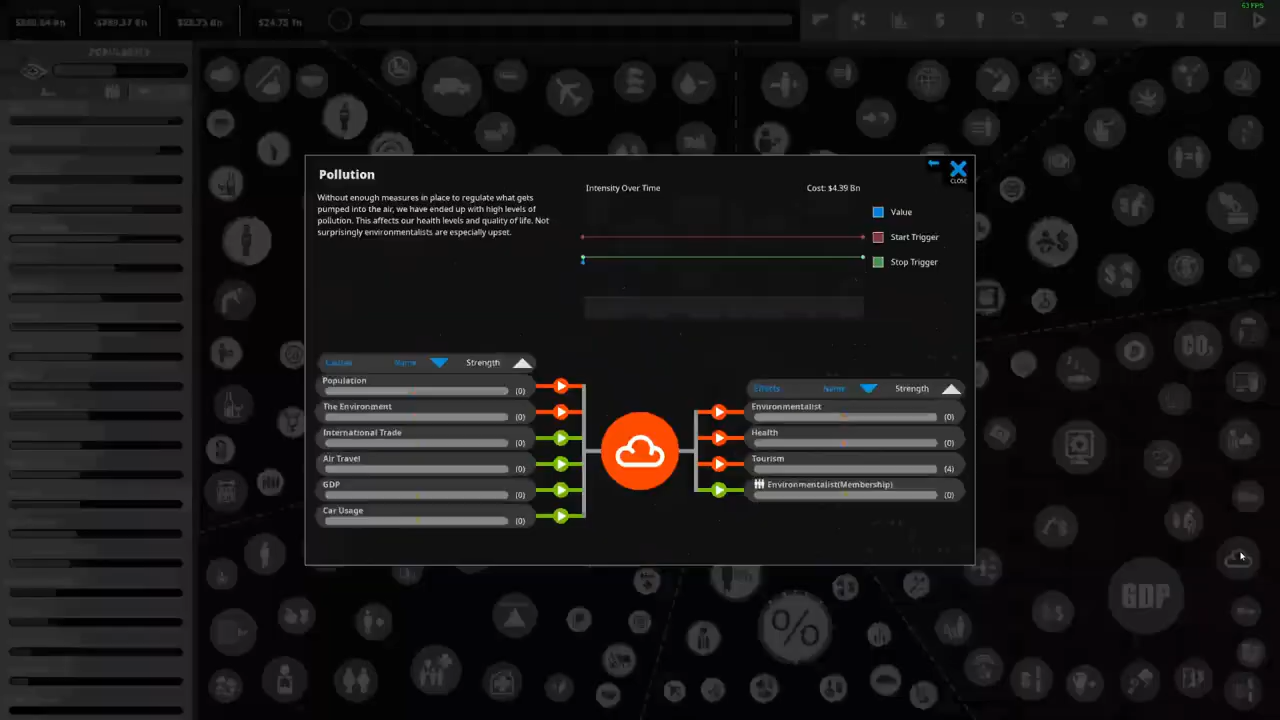 63 FPS
Pollution
CLOSE
Without enough measures in place to regulate what gets
pumped into the air, we have ended up with high levels of
pollution. This affects our health levels and quality of life. Not
surprisingly environmentalists are especially upset.
Intensity Over Time
Cost: $4.39 Bn
Value
Start Trigger
Stop Trigger
Causes Name Strength
Population (0)
The Environment (0)
International Trade (0)
Air Travel (0)
GDP (0)
Car Usage (0)
Effects Name Strength
Environmentalist (0)
Health (0)
Tourism (4)
Environmentalist(Membership) (0)
CO₂
GDP
%